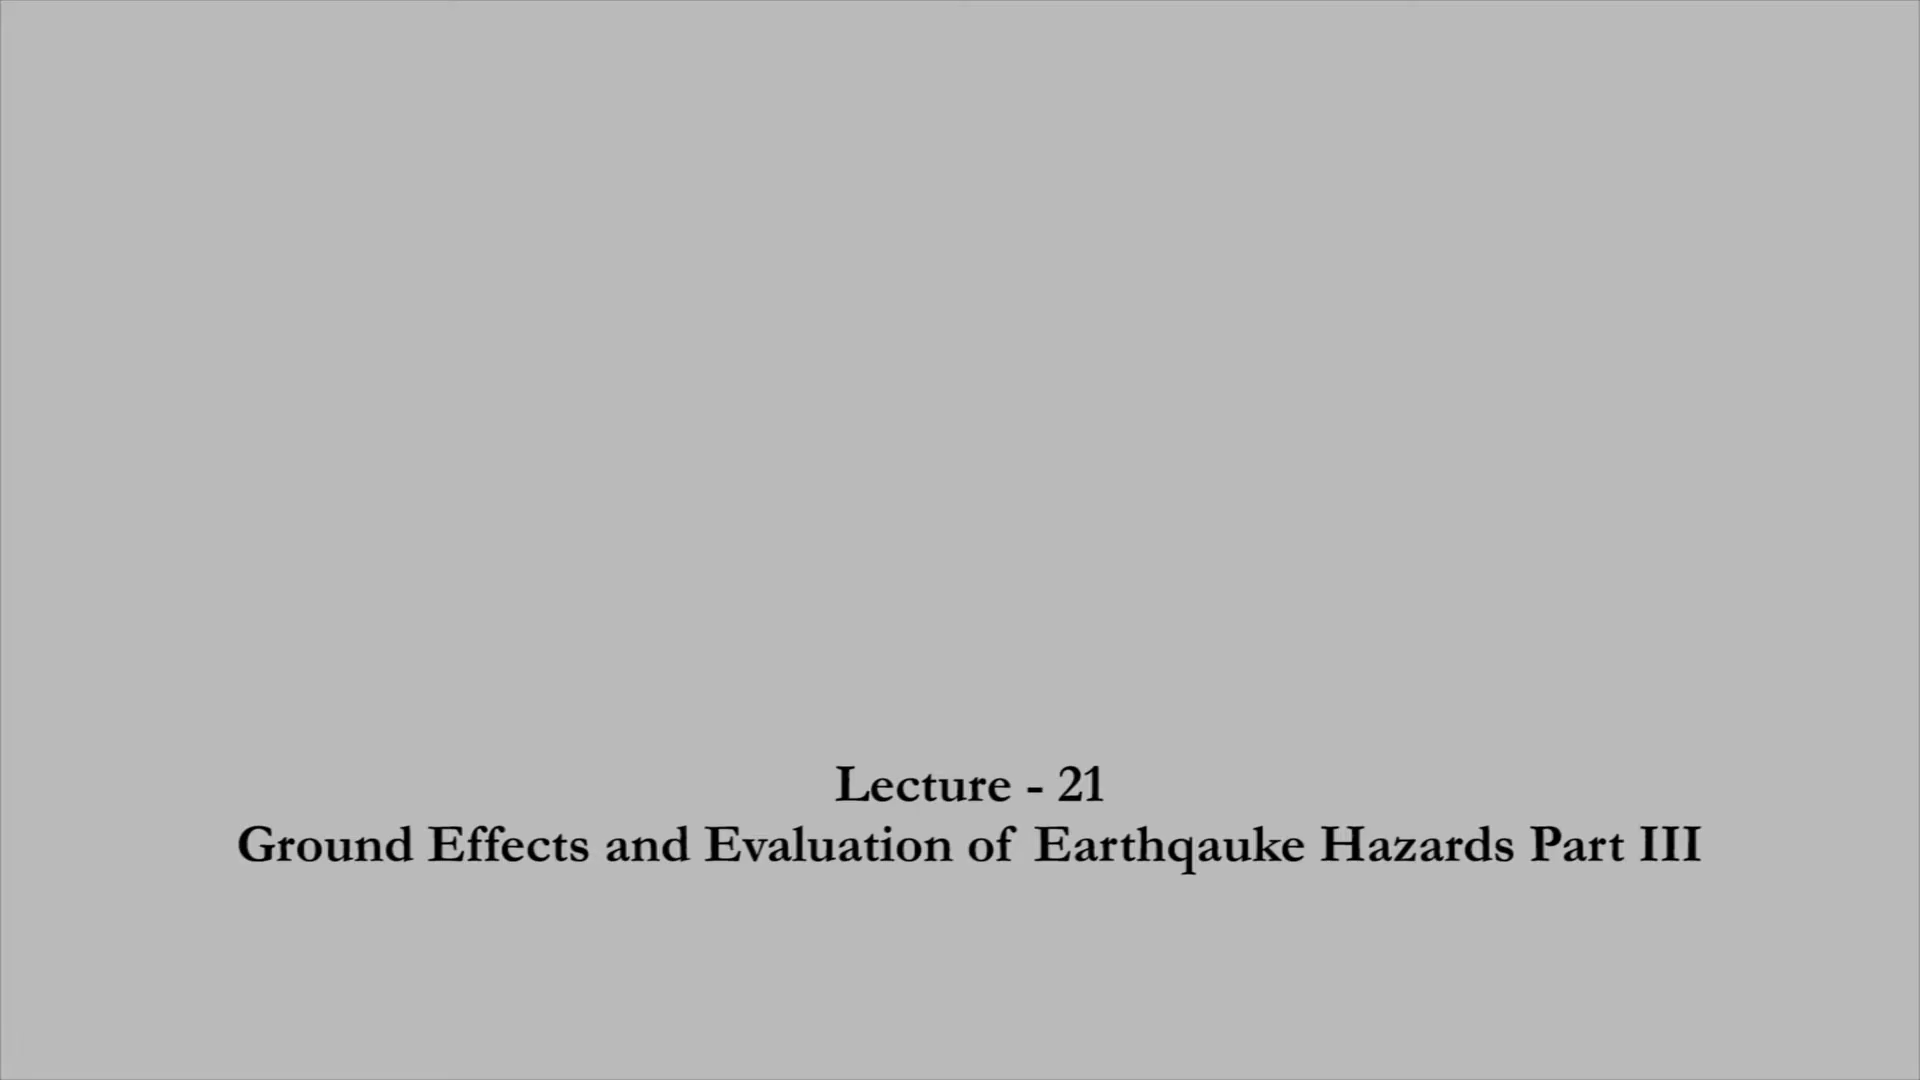 Lecture - 21
Ground Effects and Evaluation of Earthqauke Hazards Part III